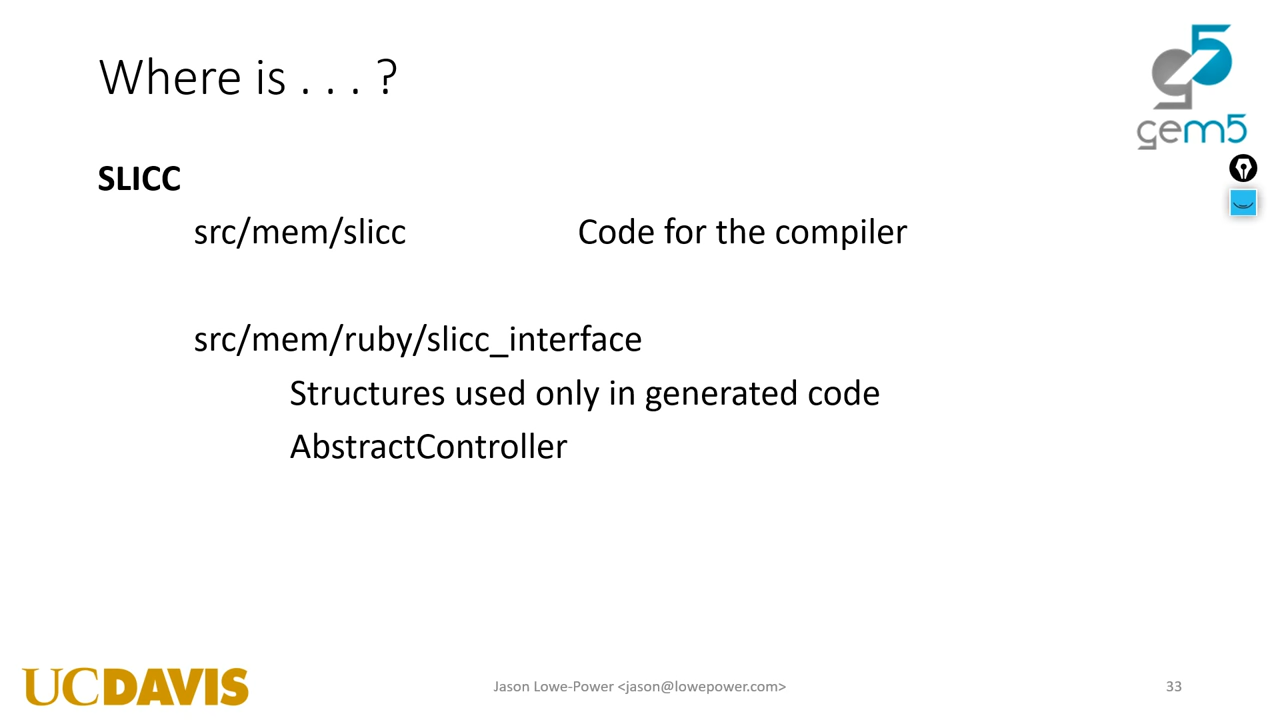 Where is . . . ?
gem5
SLICC
src/mem/slicc Code for the compiler
src/mem/ruby/slicc_interface
Structures used only in generated code
AbstractController
UCDAVIS
Jason Lowe-Power <jason@lowepower.com>
33